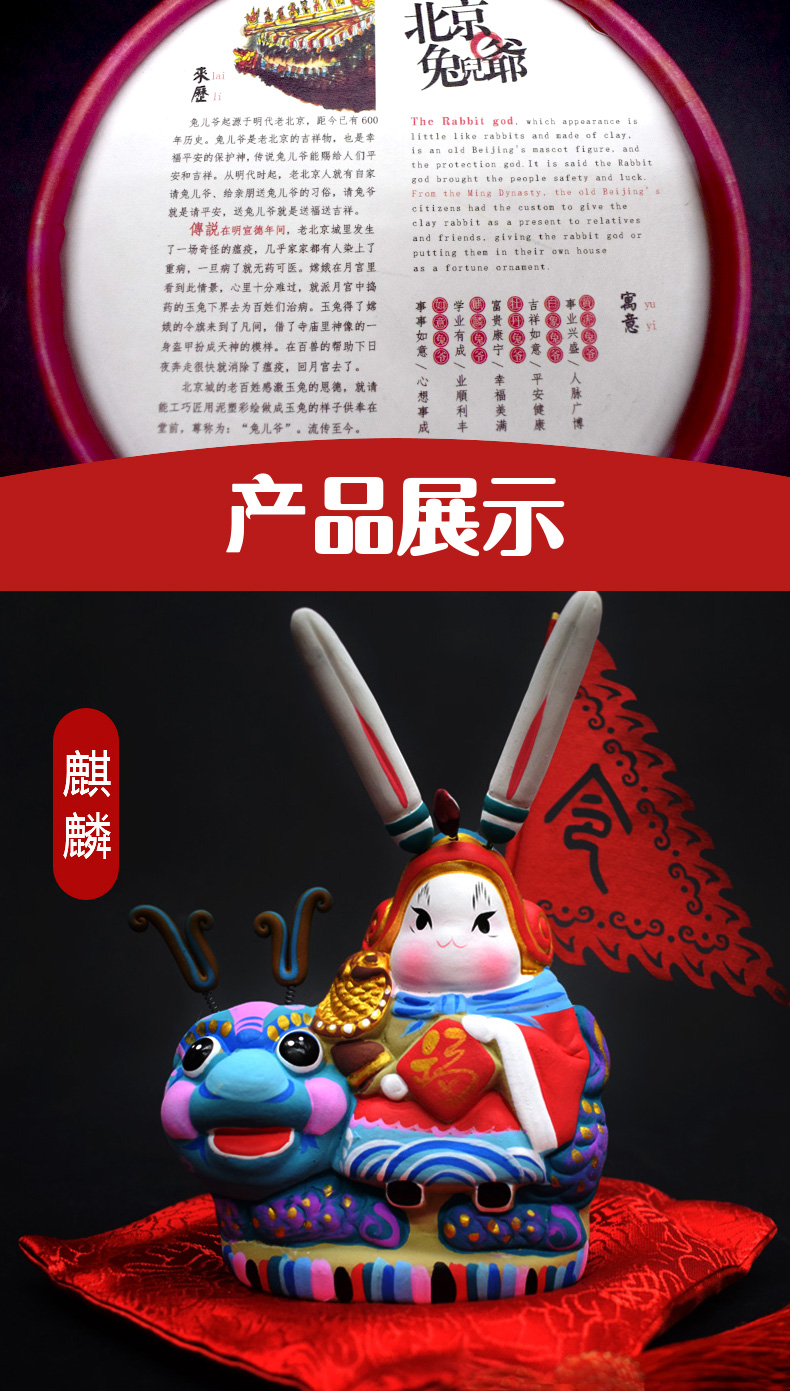 來歷
lai
li
兔儿爷起源于明代老北京,距今已有600
年历史。兔儿爷是老北京的吉祥物,也是幸
福平安的保护神,传说兔儿爷能赐给人们平
安和吉祥。从明代时起,老北京人就有自家
请兔儿爷、给亲朋送兔儿爷的习俗,请兔爷
就是请平安,送兔儿爷就是送福送吉祥。
傳説在明宣德年间,老北京城里发生
了一场奇怪的瘟疫,几乎家家都有人染上了
重病,一旦病了就无药可医。嫦娥在月宫里
看到此情景,心里十分难过,就派月宫中捣
药的玉兔下界去为百姓们治病。玉兔得了嫦
娥的令旗来到了凡间,借了寺庙里神像的一
身盔甲扮成天神的模样。在百兽的帮助下日
夜奔走很快就消除了瘟疫,回月宫去了。
北京城的老百姓感激玉兔的恩德,就请
能工巧匠用泥塑彩绘做成玉兔的样子供奉在
堂前,尊称为:“兔儿爷”。流传至今。
北京
兔兒爺
The Rabbit god, which appearance is
little like rabbits and made of clay,
is an old Beijing's mascot figure, and
the protection god.It is said the Rabbit
god brought the people safety and luck.
From the Ming Dynasty, the old Beijing's
citizens had the custom to give the
clay rabbit as a present to relatives
and friends, giving the rabbit god or
putting them in their own house
as a fortune ornament.
寓意
yu
yi
事业兴盛/人脉广博
白象兔爷
吉祥如意/平安健康
牡丹兔爷
富贵康宁/幸福美满
麒麟兔爷
学业有成/业順利丰
如意兔爷
事事如意/心想事成
产品展示
麒麟
令
福